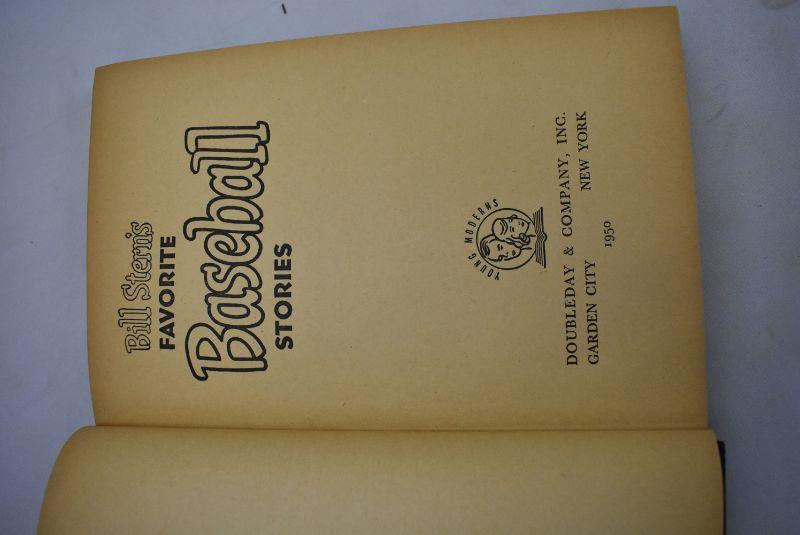 Bill Stern's
FAVORITE
Baseball
STORIES
YOUNG MODERNS
DOUBLEDAY & COMPANY, INC.
GARDEN CITY NEW YORK
1950